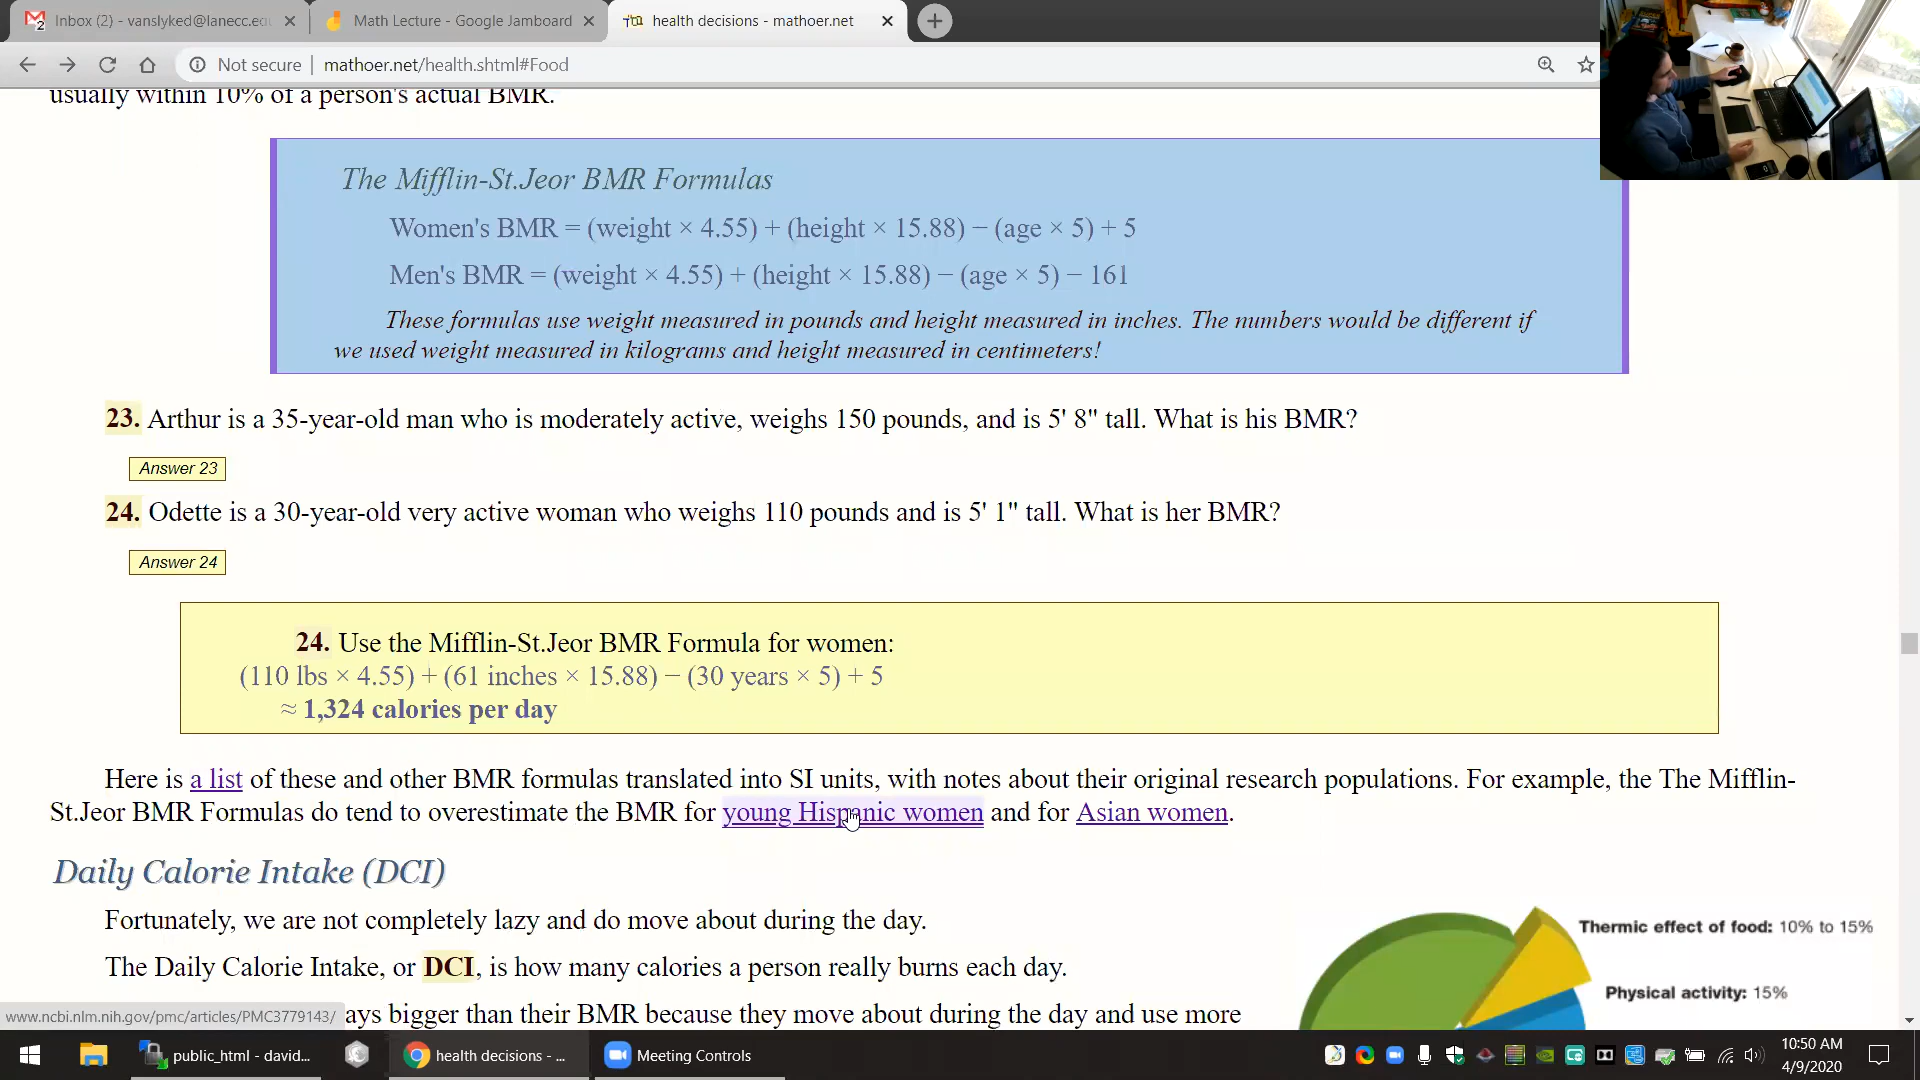 Inbox (2) - vanslyked@lanecc.edu
Math Lecture - Google Jamboard
health decisions - mathoer.net
Not secure | mathoer.net/health.shtml#Food
usually within 10% of a person's actual BMR.
The Mifflin-St.Jeor BMR Formulas
Women's BMR = (weight × 4.55) + (height × 15.88) − (age × 5) + 5
Men's BMR = (weight × 4.55) + (height × 15.88) − (age × 5) − 161
These formulas use weight measured in pounds and height measured in inches. The numbers would be different if
we used weight measured in kilograms and height measured in centimeters!
23. Arthur is a 35-year-old man who is moderately active, weighs 150 pounds, and is 5' 8" tall. What is his BMR?
Answer 23
24. Odette is a 30-year-old very active woman who weighs 110 pounds and is 5' 1" tall. What is her BMR?
Answer 24
24. Use the Mifflin-St.Jeor BMR Formula for women:
(110 lbs × 4.55) + (61 inches × 15.88) − (30 years × 5) + 5
≈ 1,324 calories per day
Here is a list of these and other BMR formulas translated into SI units, with notes about their original research populations. For example, the The Mifflin-
St.Jeor BMR Formulas do tend to overestimate the BMR for young Hispanic women and for Asian women.
Daily Calorie Intake (DCI)
Fortunately, we are not completely lazy and do move about during the day.
The Daily Calorie Intake, or DCI, is how many calories a person really burns each day.
Thermic effect of food: 10% to 15%
Physical activity: 15%
www.ncbi.nlm.nih.gov/pmc/articles/PMC3779143/
ays bigger than their BMR because they move about during the day and use more
public_html - david...
health decisions - ...
Meeting Controls
10:50 AM
4/9/2020